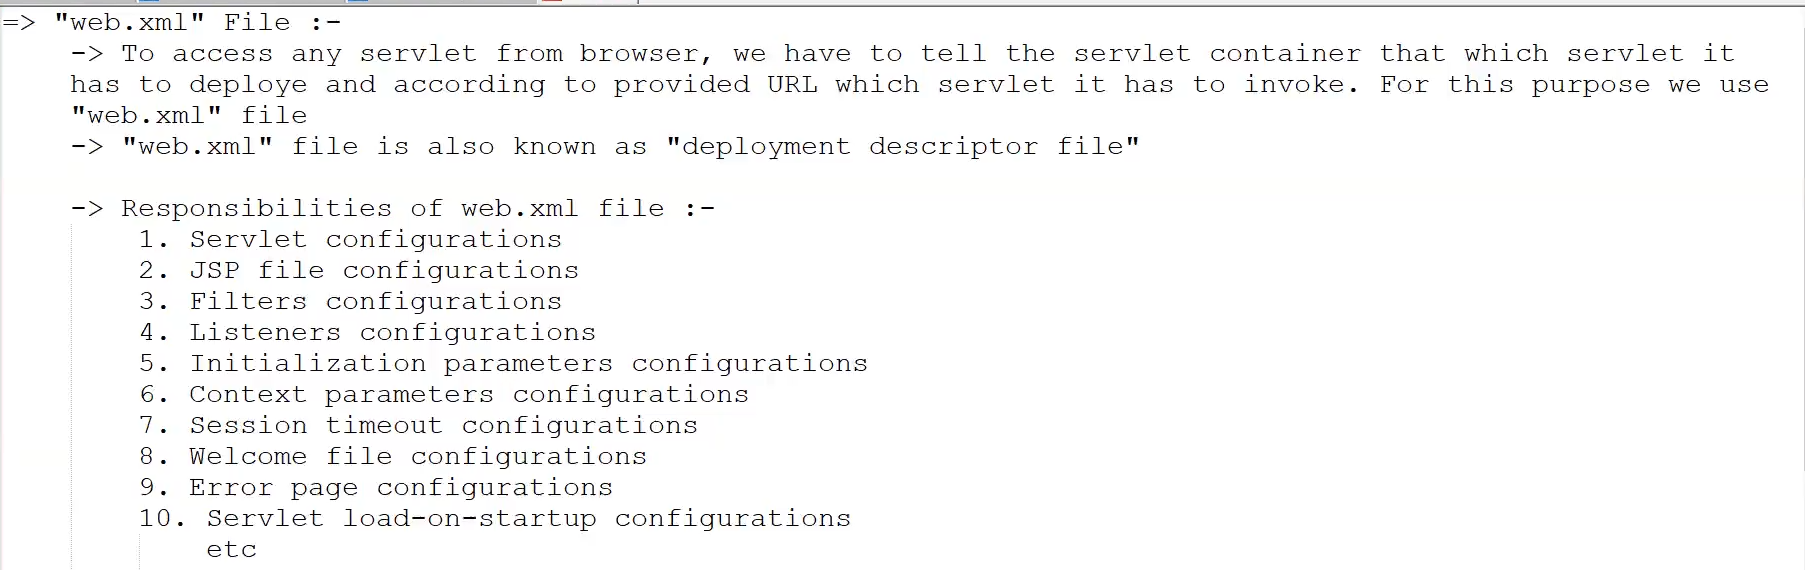 => "web.xml" File :-
-> To access any servlet from browser, we have to tell the servlet container that which servlet it
has to deploye and according to provided URL which servlet it has to invoke. For this purpose we use
"web.xml" file
-> "web.xml" file is also known as "deployment descriptor file"
-> Responsibilities of web.xml file :-
1. Servlet configurations
2. JSP file configurations
3. Filters configurations
4. Listeners configurations
5. Initialization parameters configurations
6. Context parameters configurations
7. Session timeout configurations
8. Welcome file configurations
9. Error page configurations
10. Servlet load-on-startup configurations
etc